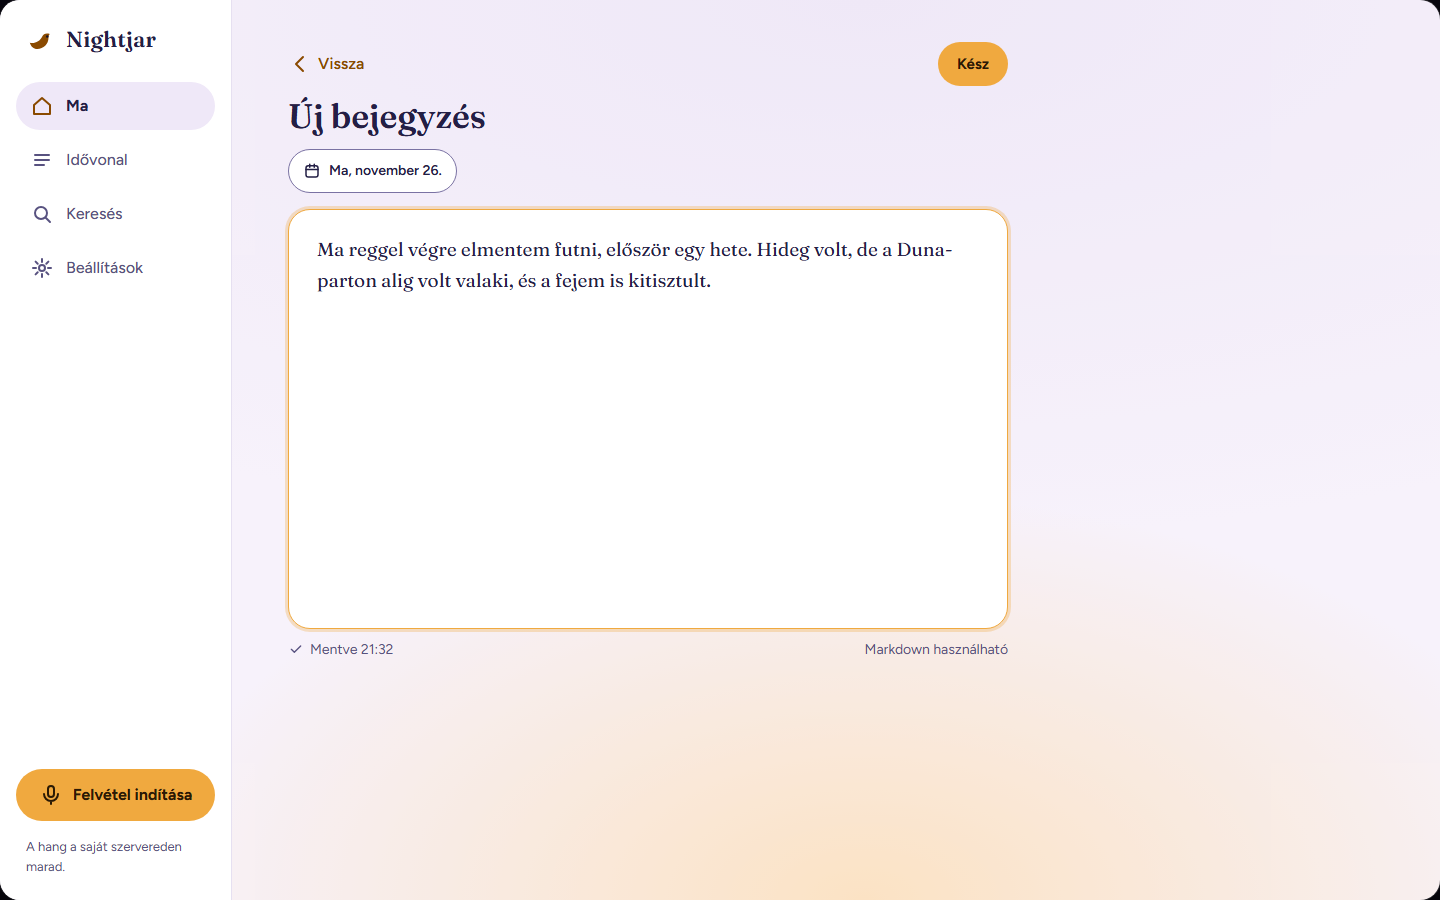 Nightjar
Ma
Idővonal
Keresés
Beállítások
Felvétel indítása
A hang a saját szervereden
marad.
Vissza
Kész
Új bejegyzés
Ma, november 26.
Ma reggel végre elmentem futni, először egy hete. Hideg volt, de a Duna-
parton alig volt valaki, és a fejem is kitisztult.
Mentve 21:32
Markdown használható